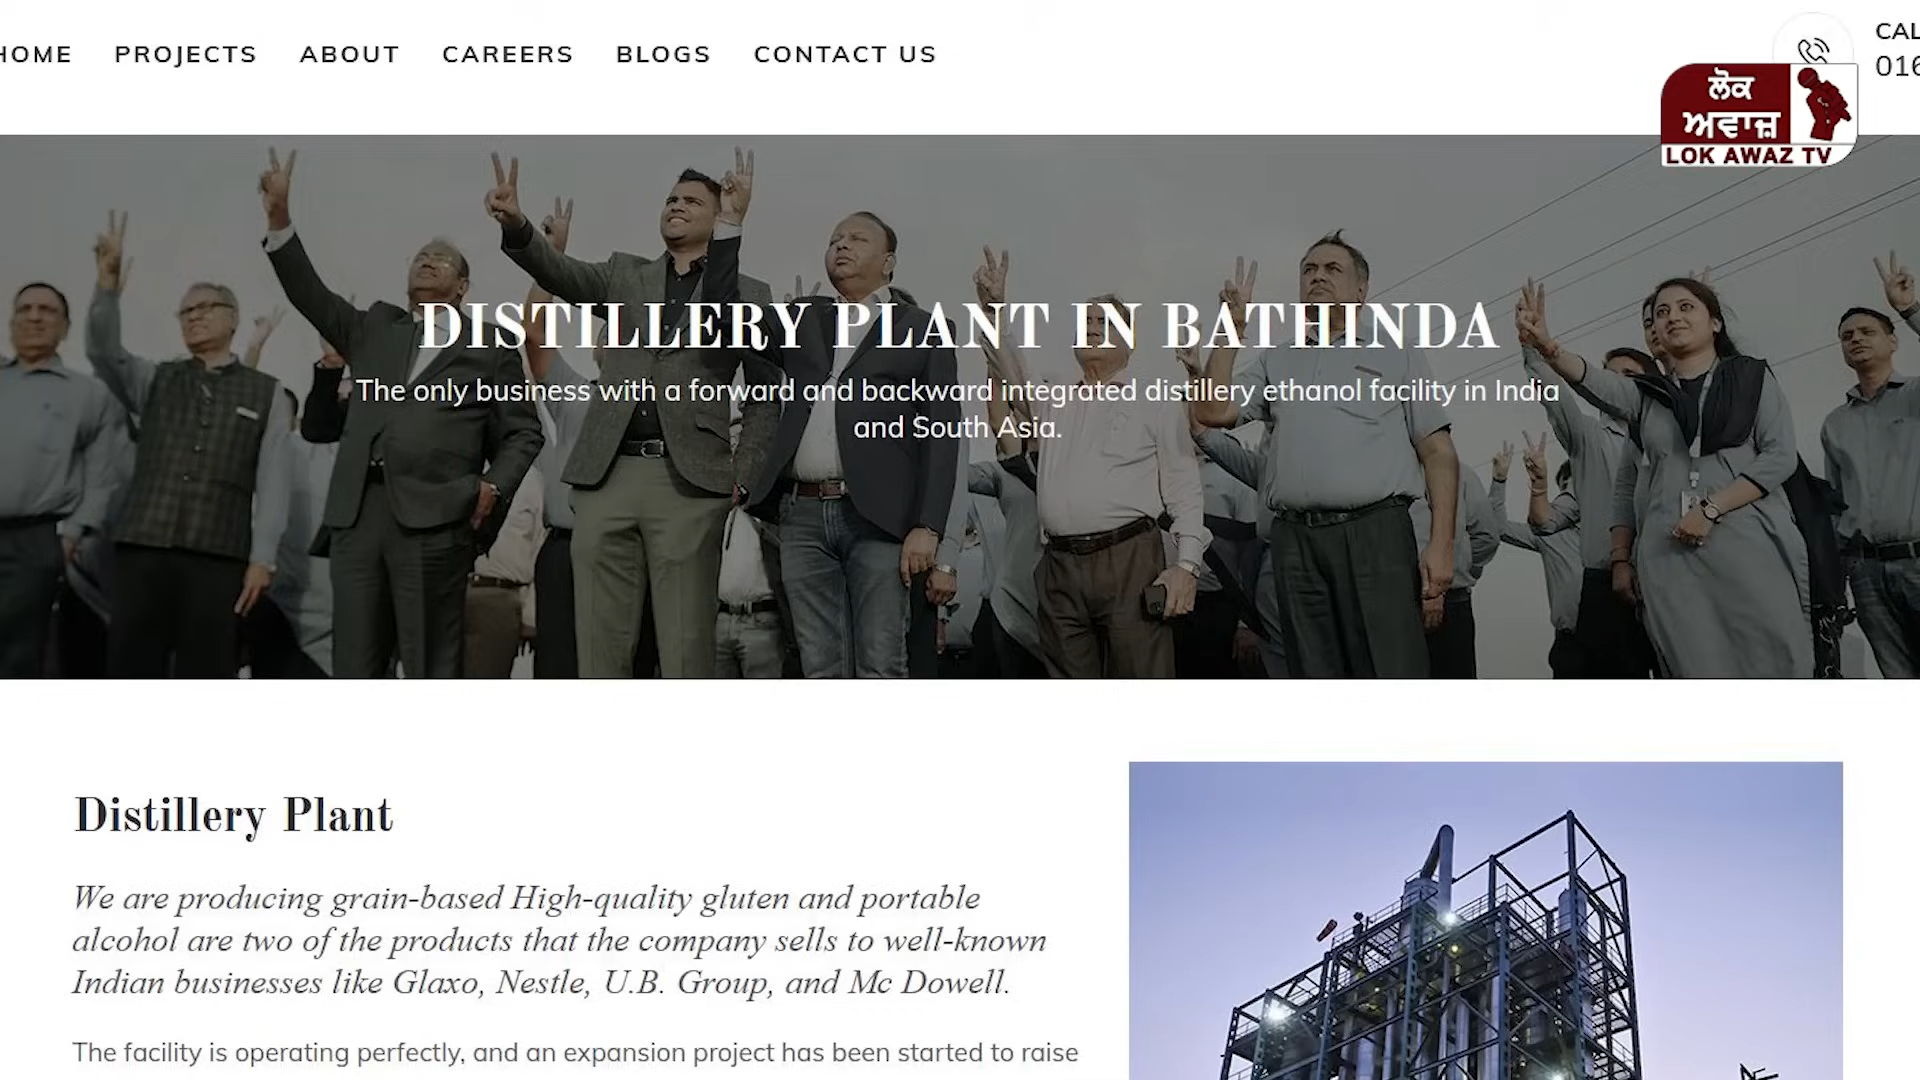 HOME PROJECTS ABOUT CAREERS BLOGS CONTACT US
ਲੋਕ
ਅਵਾਜ਼
LOK AWAZ TV
DISTILLERY PLANT IN BATHINDA
The only business with a forward and backward integrated distillery ethanol facility in India
and South Asia.
Distillery Plant
We are producing grain-based High-quality gluten and portable
alcohol are two of the products that the company sells to well-known
Indian businesses like Glaxo, Nestle, U.B. Group, and Mc Dowell.
The facility is operating perfectly, and an expansion project has been started to raise